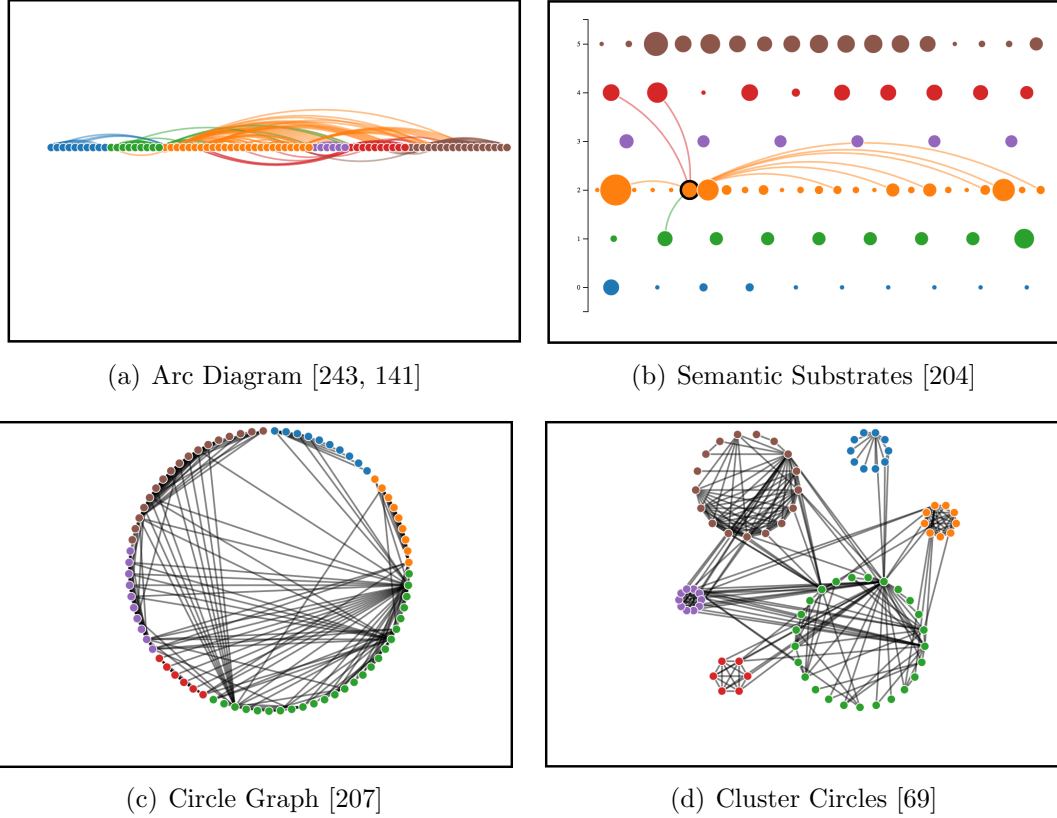 5
4
3
2
1
0
(a) Arc Diagram [243, 141]
(b) Semantic Substrates [204]
(c) Circle Graph [207]
(d) Cluster Circles [69]